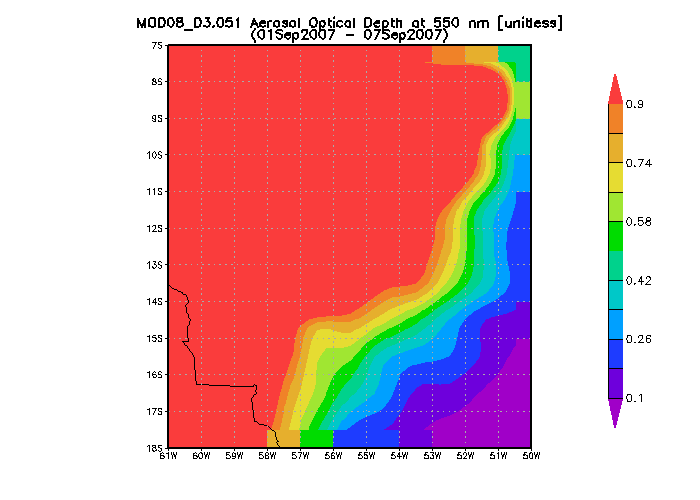 MOD08_D3.051 Aerosol Optical Depth at 550 nm [unitless]
(01Sep2007 - 07Sep2007)
7S
8S
9S
10S
11S
12S
13S
14S
15S
16S
17S
18S
61W 60W 59W 58W 57W 56W 55W 54W 53W 52W 51W 50W
0.9
0.74
0.58
0.42
0.26
0.1